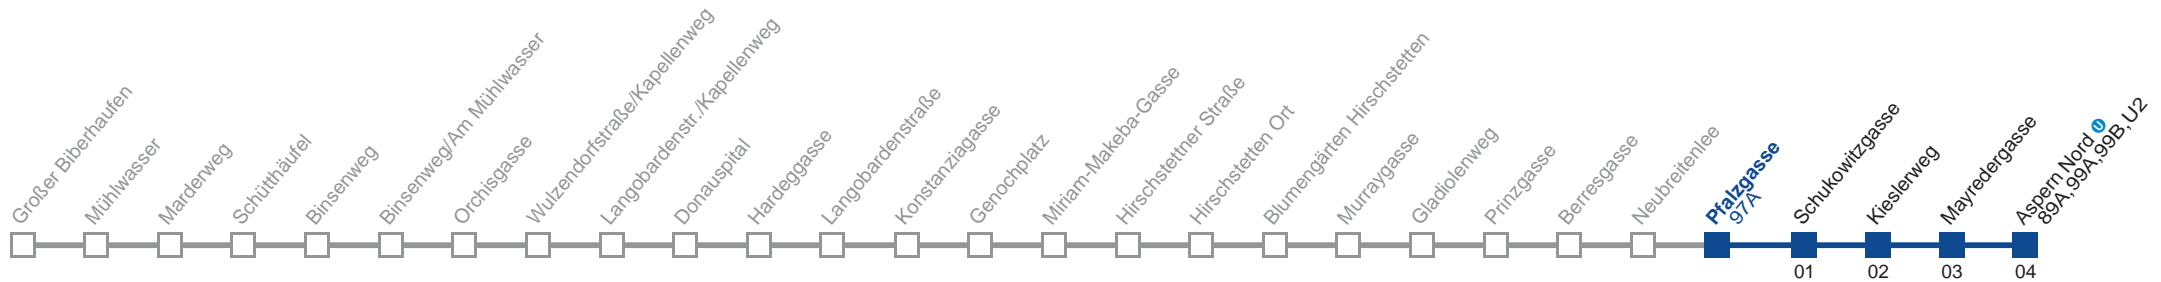 Großer Biberhaufen
Mühlwasser
Marderweg
Schütthäufel
Binsenweg
Binsenweg/Am Mühlwasser
Orchisgasse
Wulzendorfstraße/Kapellenweg
Langobardenstr./Kapellenweg
Donauspital
Hardeggasse
Langobardenstraße
Konstanziagasse
Genochplatz
Miriam-Makeba-Gasse
Hirschstettner Straße
Hirschstetten Ort
Blumengärten Hirschstetten
Murraygasse
Gladiolenweg
Prinzgasse
Berresgasse
Neubreitenlee
Pfalzgasse
97A
Schukowitzgasse
Kieslerweg
Mayredergasse
Aspern Nord U
89A,99A,99B,U2
01
02
03
04